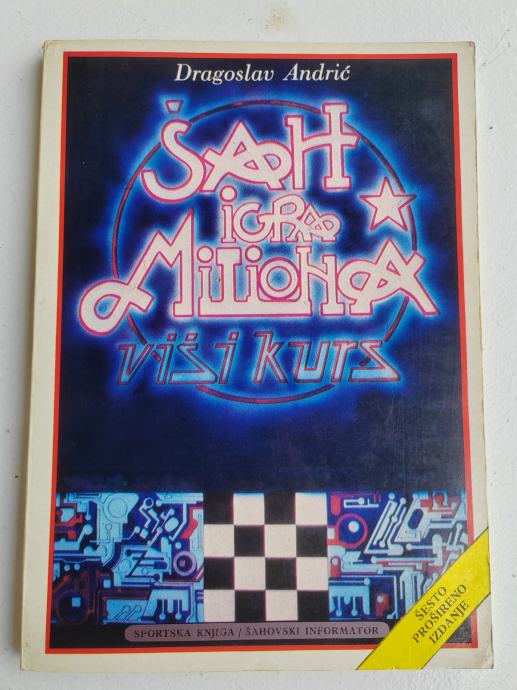 Dragoslav Andrić
ŠAH
igra
Miliona
viši kurs
SPORTSKA KNJIGA / ŠAHOVSKI INFORMATOR
ŠESTO
PROŠIRENO
IZDANJE